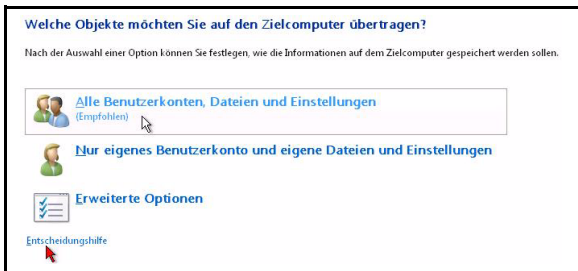 Welche Objekte möchten Sie auf den Zielcomputer übertragen?
Nach der Auswahl einer Option können Sie festlegen, wie die Informationen auf dem Zielcomputer gespeichert werden sollen.
Alle Benutzerkonten, Dateien und Einstellungen
(Empfohlen)
Nur eigenes Benutzerkonto und eigene Dateien und Einstellungen
Erweiterte Optionen
Entscheidungshilfe